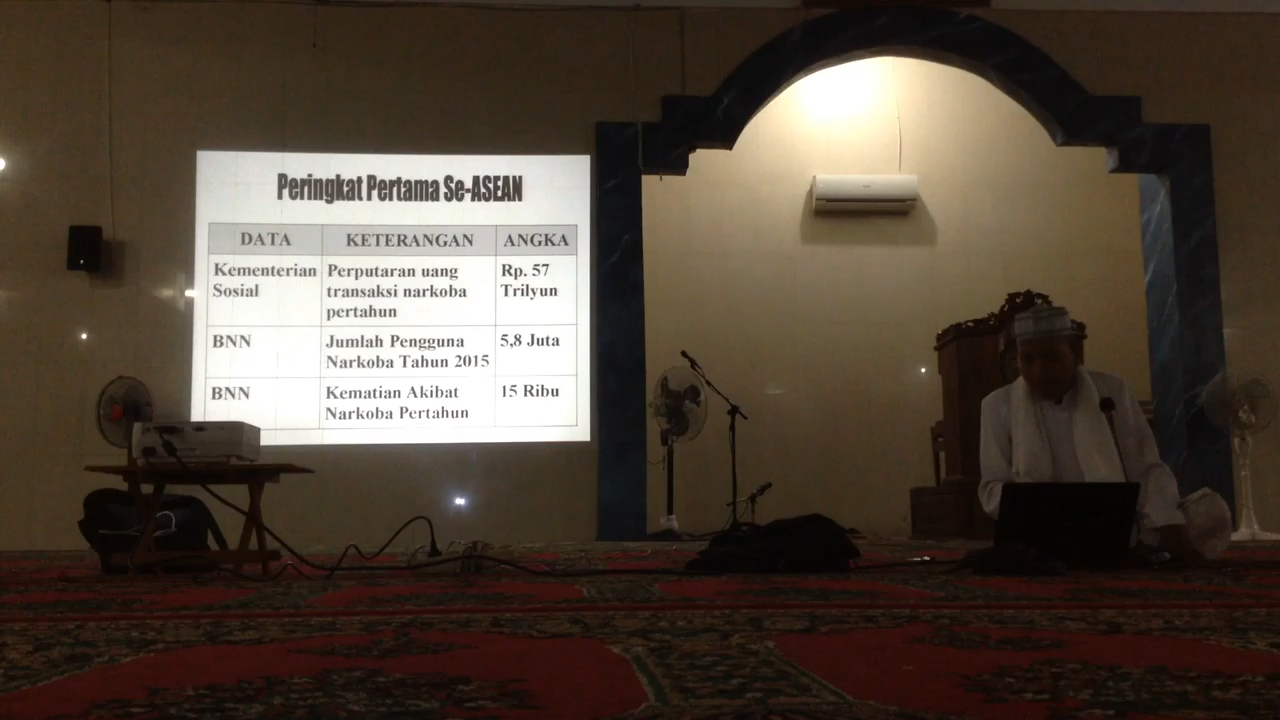 Peringkat Pertama Se-ASEAN
DATA KETERANGAN ANGKA
Kementerian Sosial Perputaran uang transaksi narkoba pertahun Rp. 57 Trilyun
BNN Jumlah Pengguna Narkoba Tahun 2015 5,8 Juta
BNN Kematian Akibat Narkoba Pertahun 15 Ribu